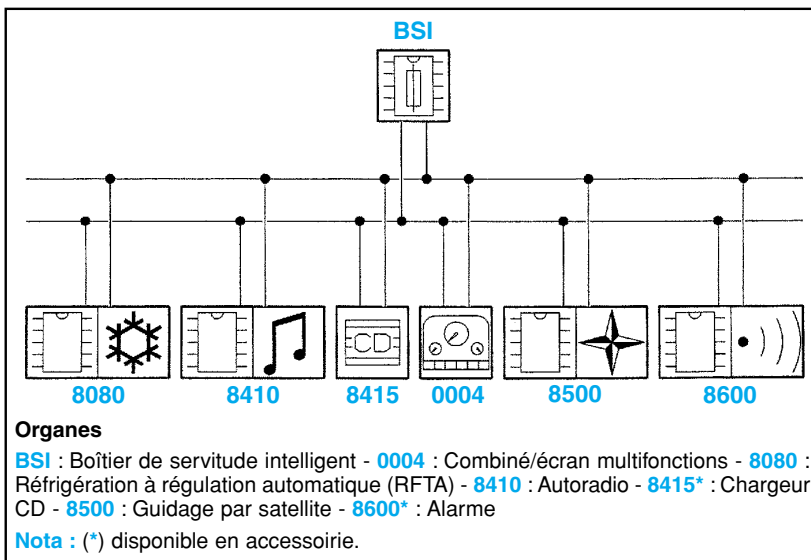 BSI
CD
8080 8410 8415 0004 8500 8600
Organes
BSI : Boîtier de servitude intelligent - 0004 : Combiné/écran multifonctions - 8080 :
Réfrigération à régulation automatique (RFTA) - 8410 : Autoradio - 8415* : Chargeur
CD - 8500 : Guidage par satellite - 8600* : Alarme
Nota : (*) disponible en accessoirie.